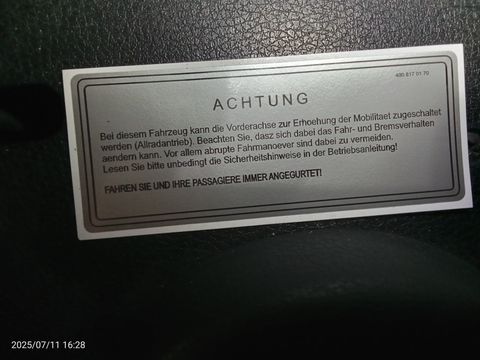 460 817 01 70
ACHTUNG
Bei diesem Fahrzeug kann die Vorderachse zur Erhoehung der Mobilitaet zugeschaltet
werden (Allradantrieb). Beachten Sie, dasz sich dabei das Fahr- und Bremsverhalten
aendern kann. Vor allem abrupte Fahrmanoever sind dabei zu vermeiden.
Lesen Sie bitte unbedingt die Sicherheitshinweise in der Betriebsanleitung!
FAHREN SIE UND IHRE PASSAGIERE IMMER ANGEGURTET!
2025/07/11 16:28